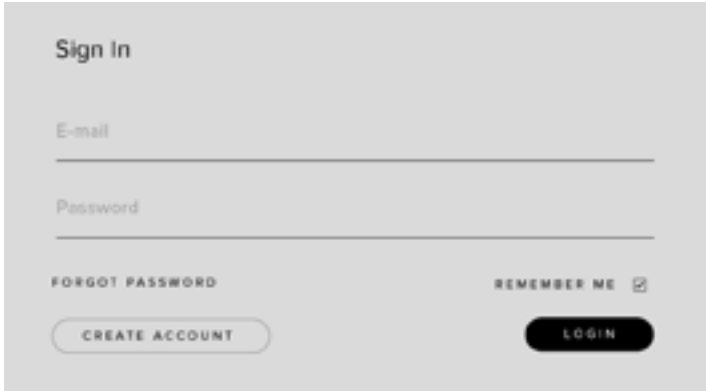 Sign In
E-mail
Password
FORGOT PASSWORD
REMEMBER ME
CREATE ACCOUNT
LOGIN